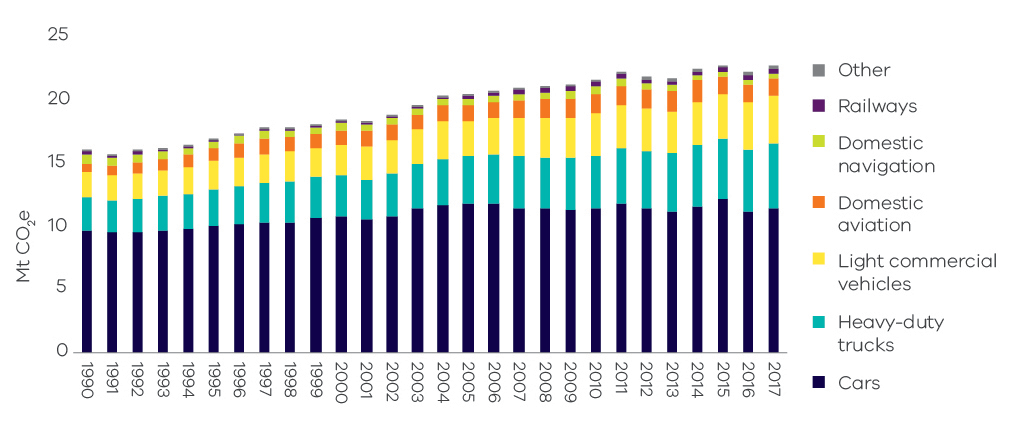 25
20
15
10
5
0
Mt CO₂e
1990
1991
1992
1993
1994
1995
1996
1997
1998
1999
2000
2001
2002
2003
2004
2005
2006
2007
2008
2009
2010
2011
2012
2013
2014
2015
2016
2017
Other
Railways
Domestic
navigation
Domestic
aviation
Light commercial
vehicles
Heavy-duty
trucks
Cars